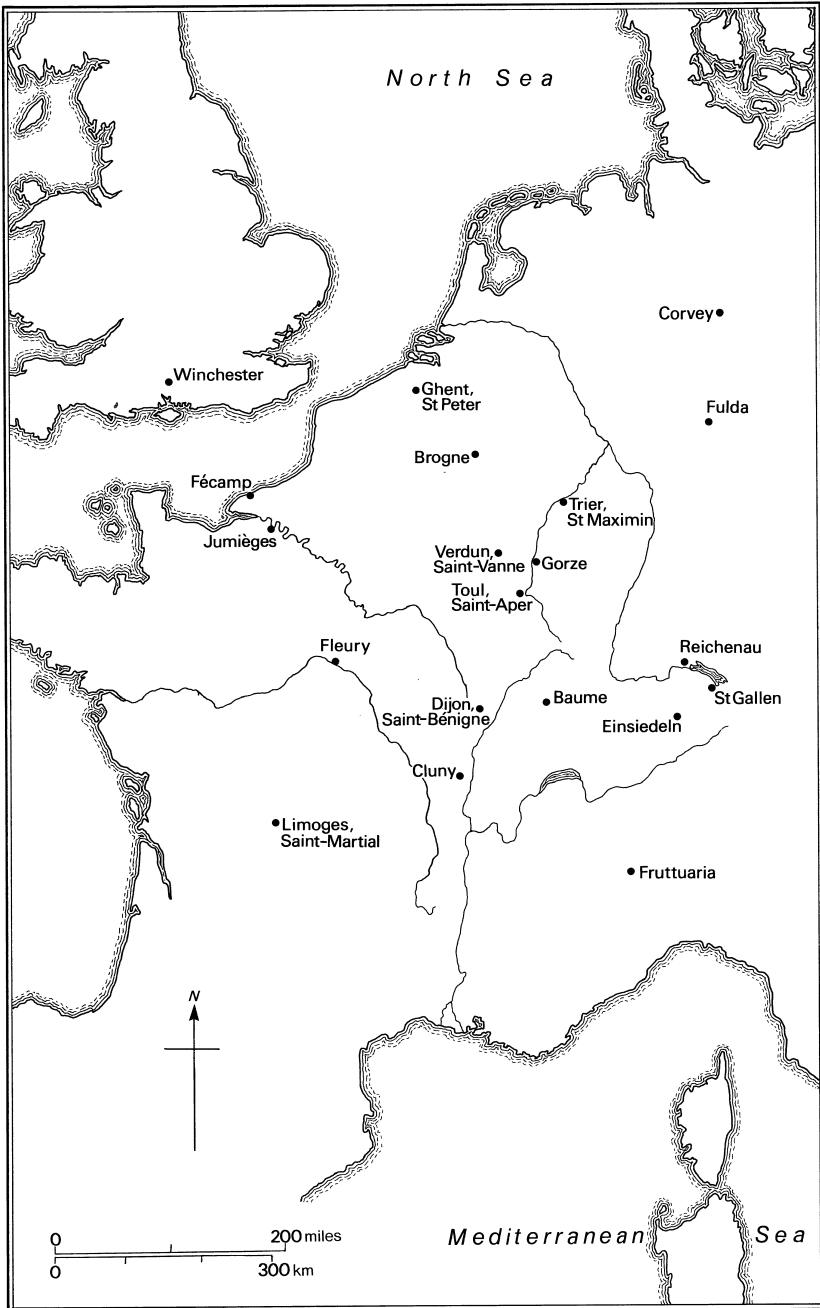 North Sea
Corvey
Winchester
Ghent,
St Peter
Fulda
Brogne
Fécamp
Trier,
St Maximin
Jumièges
Verdun,
Saint-Vanne
Gorze
Toul,
Saint-Aper
Fleury
Reichenau
St Gallen
Dijon,
Saint-Bénigne
Baume
Einsiedeln
Cluny
Limoges,
Saint-Martial
Fruttuaria
N
0 200 miles
0 300 km
Mediterranean Sea